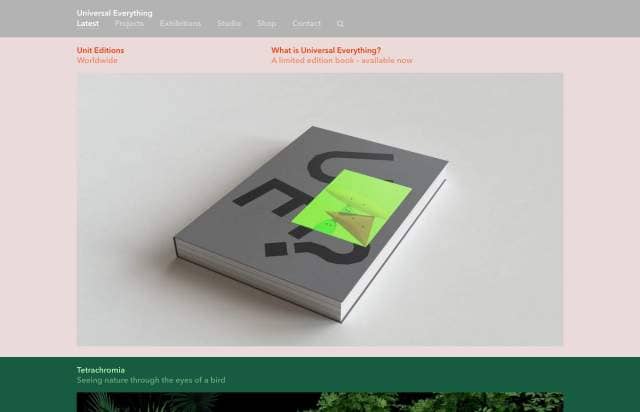 Universal Everything
Latest Projects Exhibitions Studio Shop Contact
Unit Editions
Worldwide
What is Universal Everything?
A limited edition book – available now
UE?
Tetrachromia
Seeing nature through the eyes of a bird